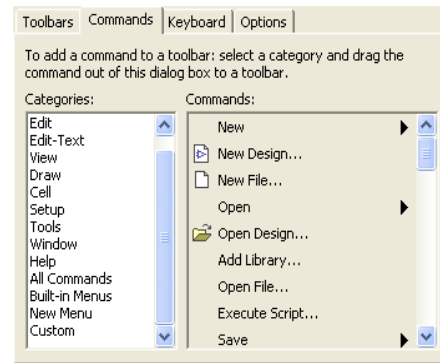 Toolbars Commands Keyboard Options
To add a command to a toolbar: select a category and drag the
command out of this dialog box to a toolbar.
Categories:
Edit
Edit-Text
View
Draw
Cell
Setup
Tools
Window
Help
All Commands
Built-in Menus
New Menu
Custom
Commands:
New
New Design...
New File...
Open
Open Design...
Add Library...
Open File...
Execute Script...
Save